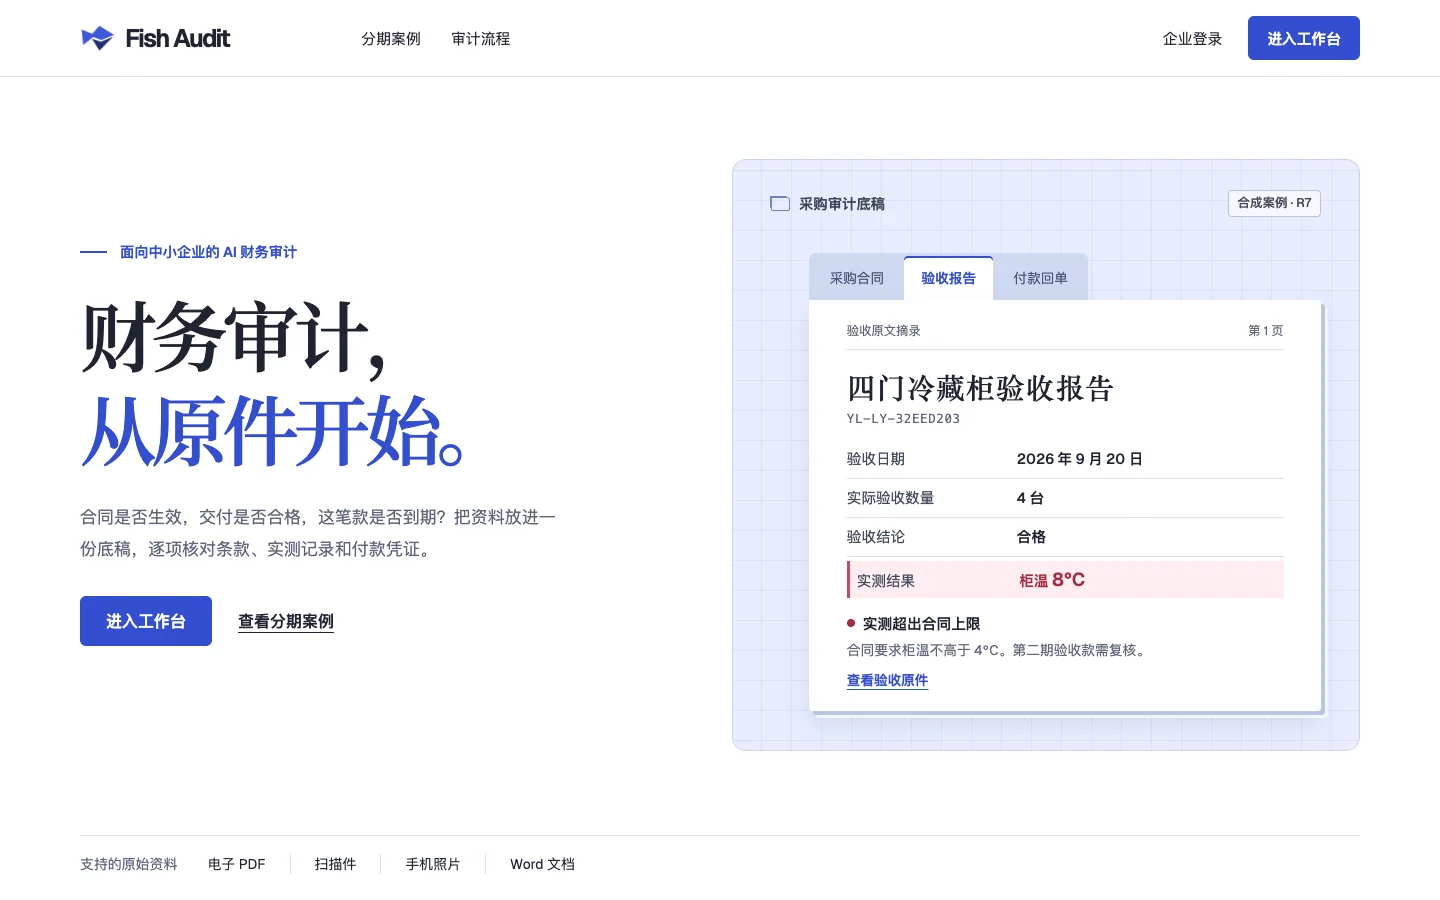 Fish Audit
分期案例
审计流程
企业登录
进入工作台
面向中小企业的 AI 财务审计
财务审计，
从原件开始。
合同是否生效，交付是否合格，这笔款是否到期？把资料放进一
份底稿，逐项核对条款、实测记录和付款凭证。
进入工作台
查看分期案例
采购审计底稿
合成案例 · R7
采购合同
验收报告
付款回单
验收原文摘录
第 1 页
四门冷藏柜验收报告
YL-LY-32EED203
验收日期 2026 年 9 月 20 日
实际验收数量 4 台
验收结论 合格
实测结果 柜温 8°C
实测超出合同上限
合同要求柜温不高于 4°C。第二期验收款需复核。
查看验收原件
支持的原始资料
电子 PDF
扫描件
手机照片
Word 文档